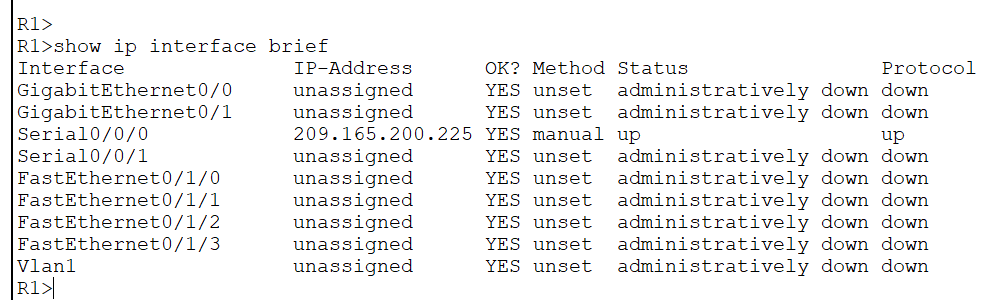 R1>
R1>show ip interface brief
Interface              IP-Address      OK? Method Status                Protocol
GigabitEthernet0/0     unassigned      YES unset  administratively down down
GigabitEthernet0/1     unassigned      YES unset  administratively down down
Serial0/0/0            209.165.200.225 YES manual up                    up
Serial0/0/1            unassigned      YES unset  administratively down down
FastEthernet0/1/0      unassigned      YES unset  administratively down down
FastEthernet0/1/1      unassigned      YES unset  administratively down down
FastEthernet0/1/2      unassigned      YES unset  administratively down down
FastEthernet0/1/3      unassigned      YES unset  administratively down down
Vlan1                  unassigned      YES unset  administratively down down
R1>